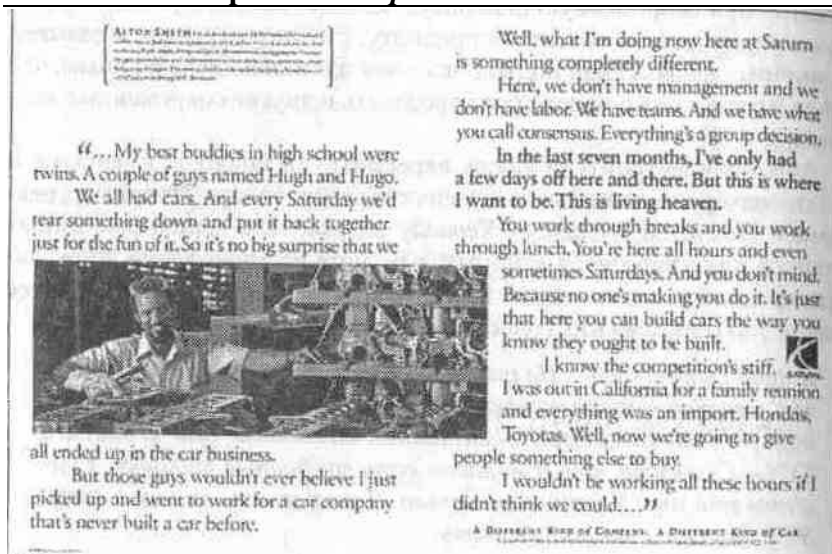 ALTON SMITH
“... My best buddies in high school were
twins. A couple of guys named Hugh and Hugo.
We all had cars. And every Saturday we'd
tear something down and put it back together
just for the fun of it. So it's no big surprise that we
all ended up in the car business.
But those guys wouldn't ever believe I just
picked up and went to work for a car company
that's never built a car before.
Well, what I'm doing now here at Saturn
is something completely different.
Here, we don't have management and we
don't have labor. We have teams. And we have what
you call consensus. Everything's a group decision.
In the last seven months, I've only had
a few days off here and there. But this is where
I want to be. This is living heaven.
You work through breaks and you work
through lunch. You're here all hours and even
sometimes Saturdays. And you don't mind.
Because no one's making you do it. It's just
that here you can build cars the way you
know they ought to be built.
I know the competition's stiff.
I was out in California for a family reunion
and everything was an import. Hondas,
Toyotas. Well, now we're going to give
people something else to buy.
I wouldn't be working all these hours if I
didn't think we could....”
SATURN
A DIFFERENT KIND OF COMPANY. A DIFFERENT KIND OF CAR.